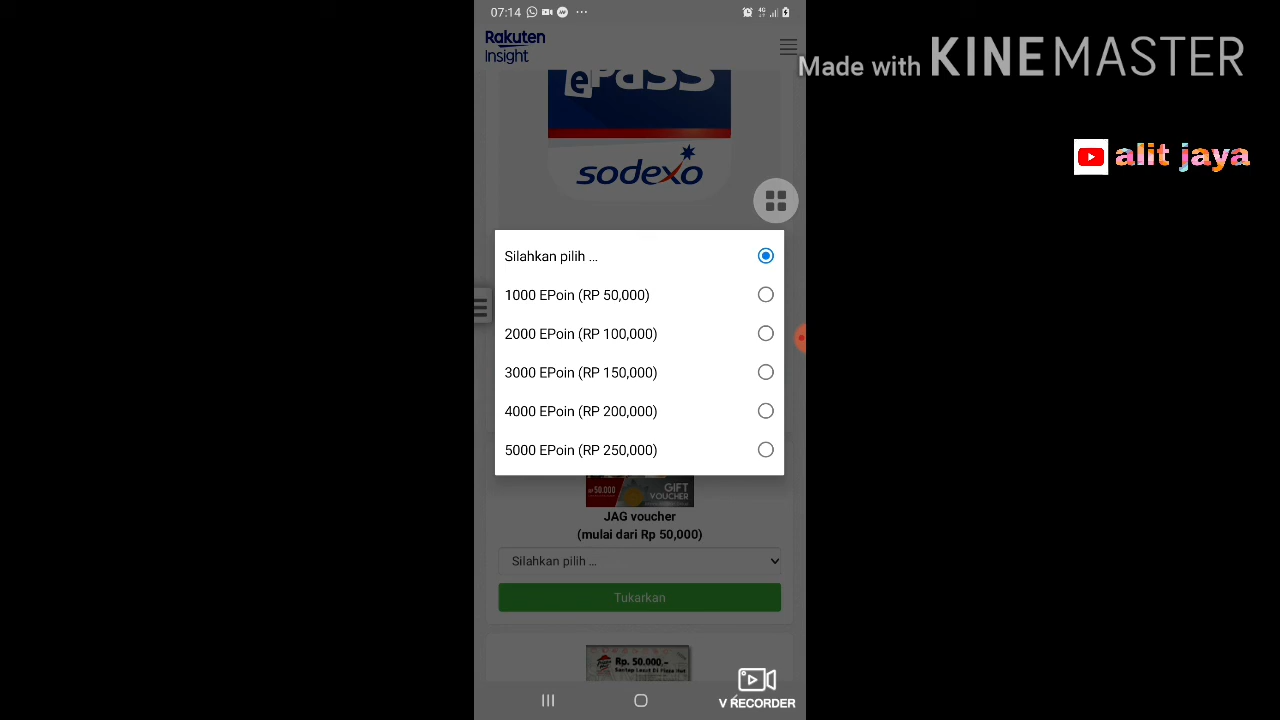 07:14
4G
Rakuten
Insight
Made with KINEMASTER
ePass
alit jaya
sodexo
Silahkan pilih ...
1000 EPoin (RP 50,000)
2000 EPoin (RP 100,000)
3000 EPoin (RP 150,000)
4000 EPoin (RP 200,000)
5000 EPoin (RP 250,000)
RP 50.000
GIFT
VOUCHER
JAG voucher
(mulai dari Rp 50,000)
Silahkan pilih ...
Tukarkan
Rp. 50.000.-
V RECORDER